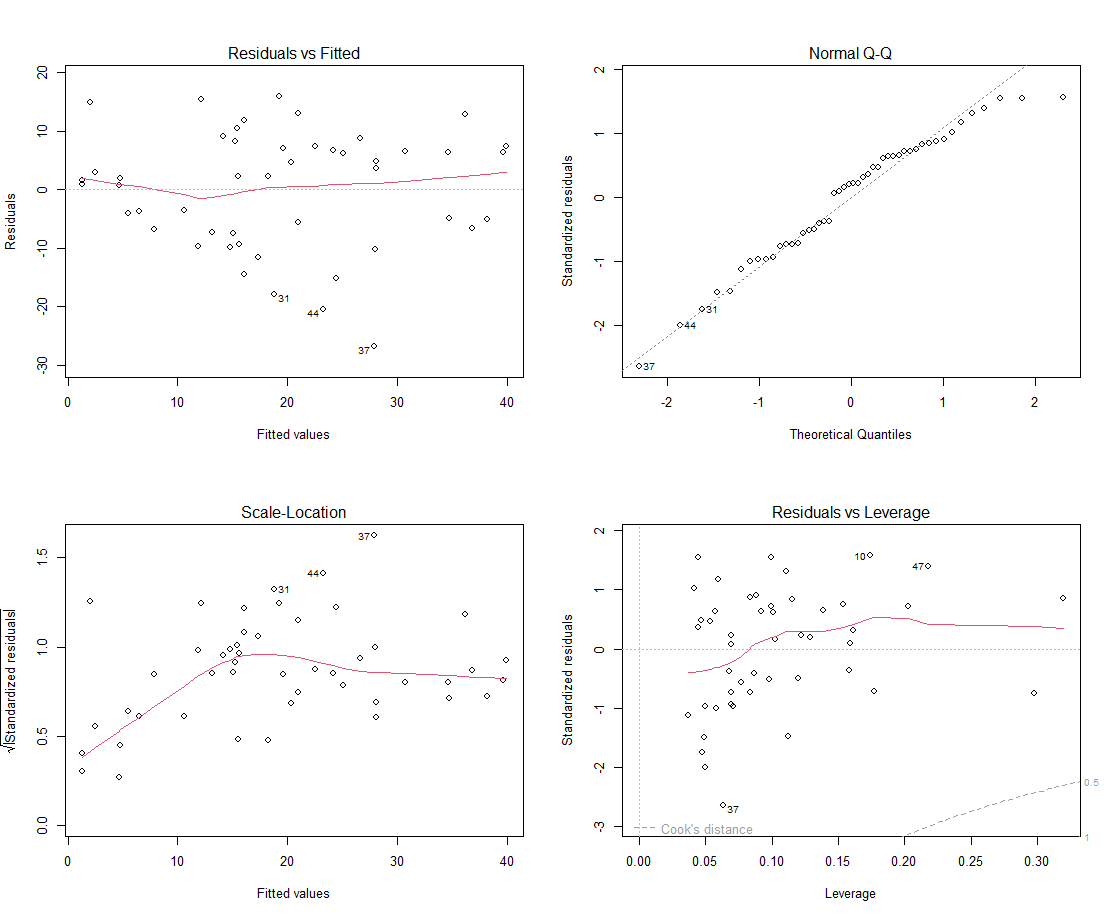 Residuals vs Fitted
20
10
0
-10
-20
-30
Residuals
31
44
37
0 10 20 30 40
Fitted values
Normal Q-Q
2
1
0
-1
-2
Standardized residuals
31
44
37
-2 -1 0 1 2
Theoretical Quantiles
Scale-Location
1.5
1.0
0.5
0.0
√|Standardized residuals|
37
44
31
0 10 20 30 40
Fitted values
Residuals vs Leverage
2
1
0
-1
-2
-3
Standardized residuals
10
47
37
0.5
1
Cook's distance
0.00 0.05 0.10 0.15 0.20 0.25 0.30
Leverage